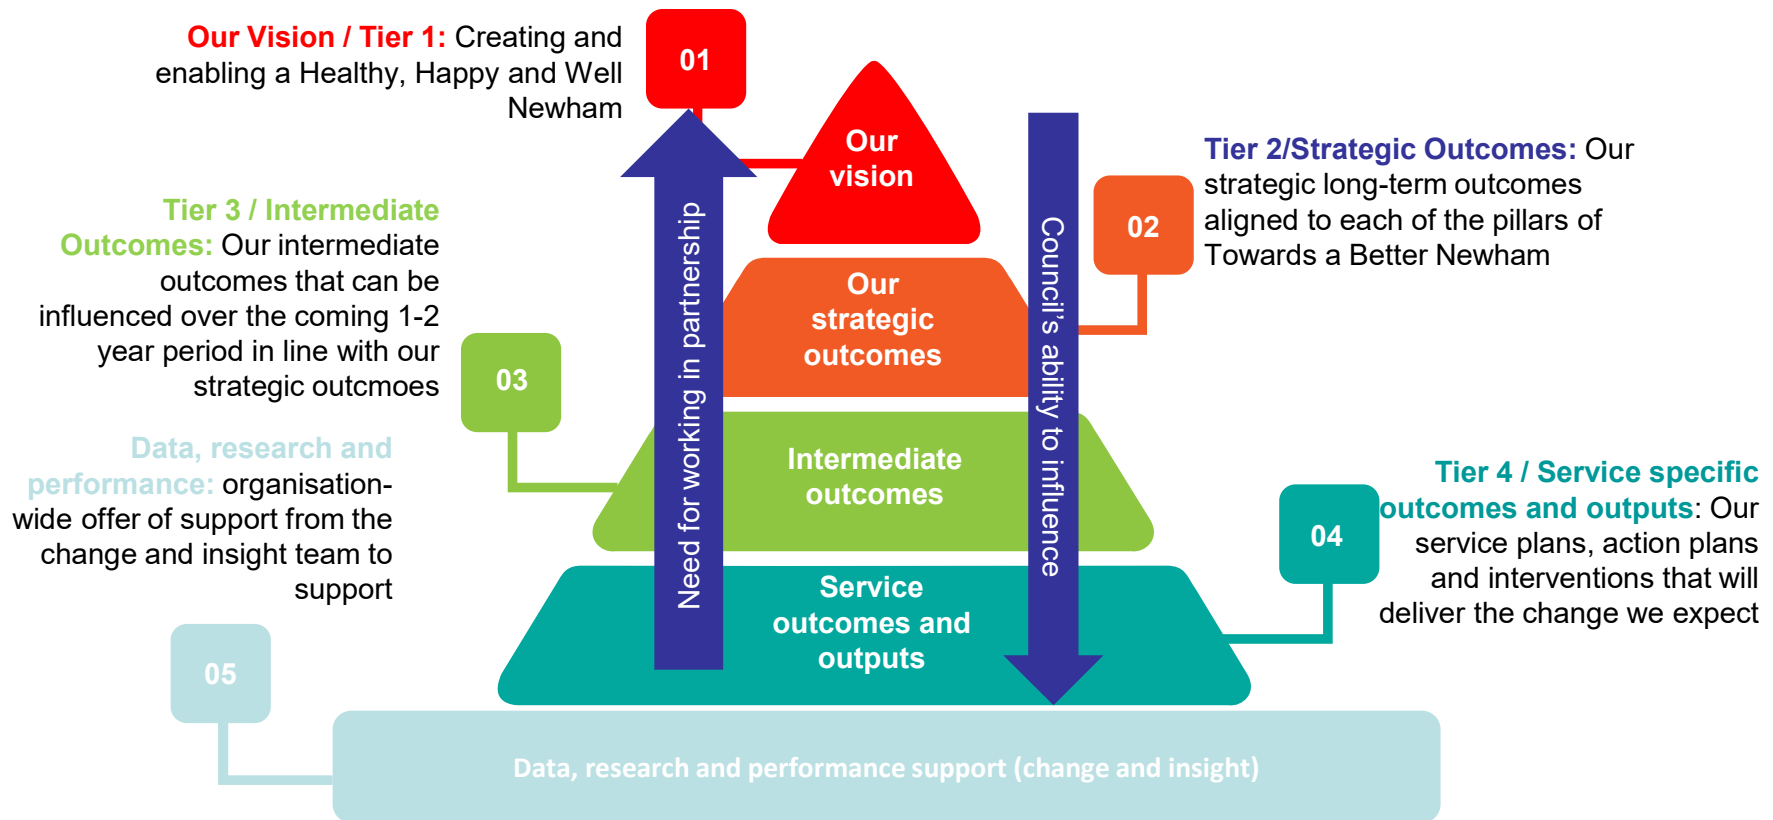 Our Vision / Tier 1: Creating and
enabling a Healthy, Happy and Well
Newham
01
Our
vision
Tier 2/Strategic Outcomes: Our
strategic long-term outcomes
aligned to each of the pillars of
Towards a Better Newham
02
Our
strategic
outcomes
Tier 3 / Intermediate
Outcomes: Our intermediate
outcomes that can be
influenced over the coming 1-2
year period in line with our
strategic outcmoes
03
Intermediate
outcomes
Need for working in partnership
Council's ability to influence
Tier 4 / Service specific
outcomes and outputs: Our
service plans, action plans
and interventions that will
deliver the change we expect
04
Service
outcomes and
outputs
Data, research and
performance: organisation-
wide offer of support from the
change and insight team to
support
05
Data, research and performance support (change and insight)